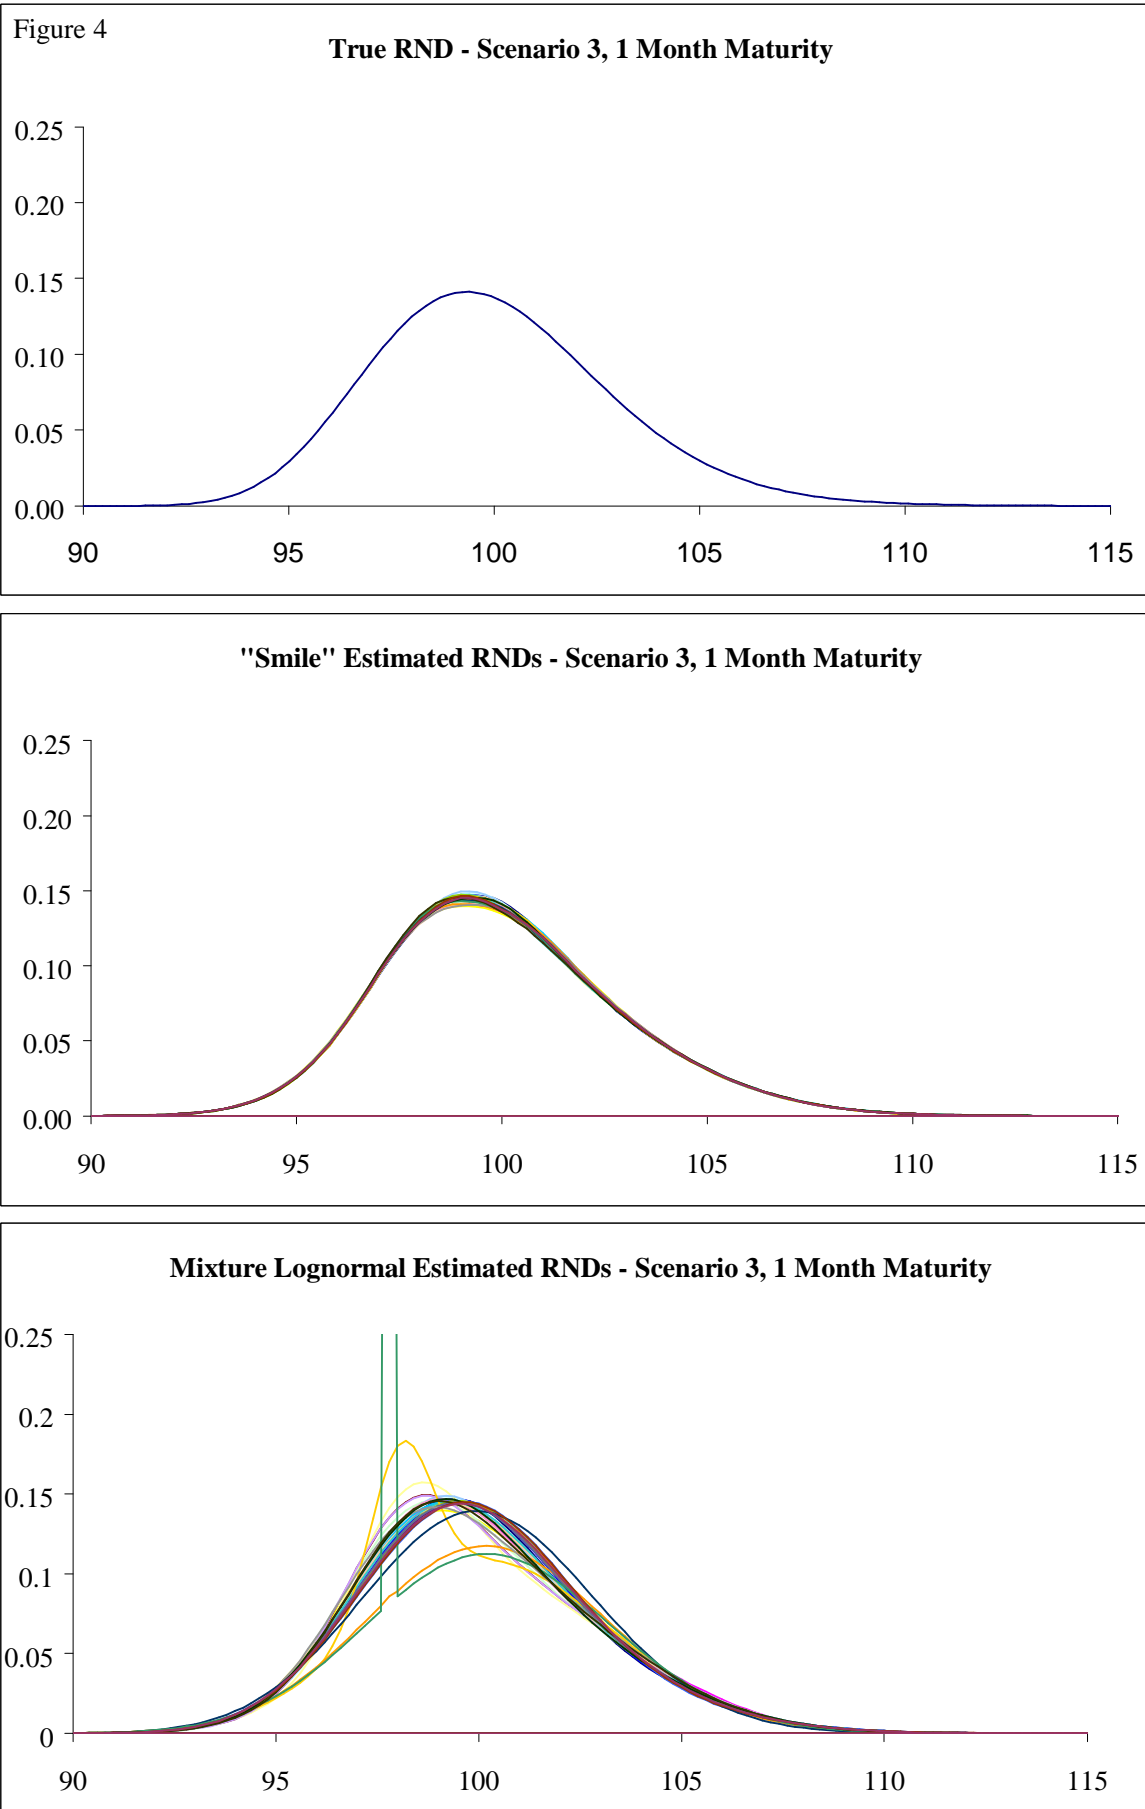 Figure 4
True RND - Scenario 3, 1 Month Maturity
0.25
0.20
0.15
0.10
0.05
0.00
90 95 100 105 110 115
"Smile" Estimated RNDs - Scenario 3, 1 Month Maturity
0.25
0.20
0.15
0.10
0.05
0.00
90 95 100 105 110 115
Mixture Lognormal Estimated RNDs - Scenario 3, 1 Month Maturity
0.25
0.2
0.15
0.1
0.05
0
90 95 100 105 110 115